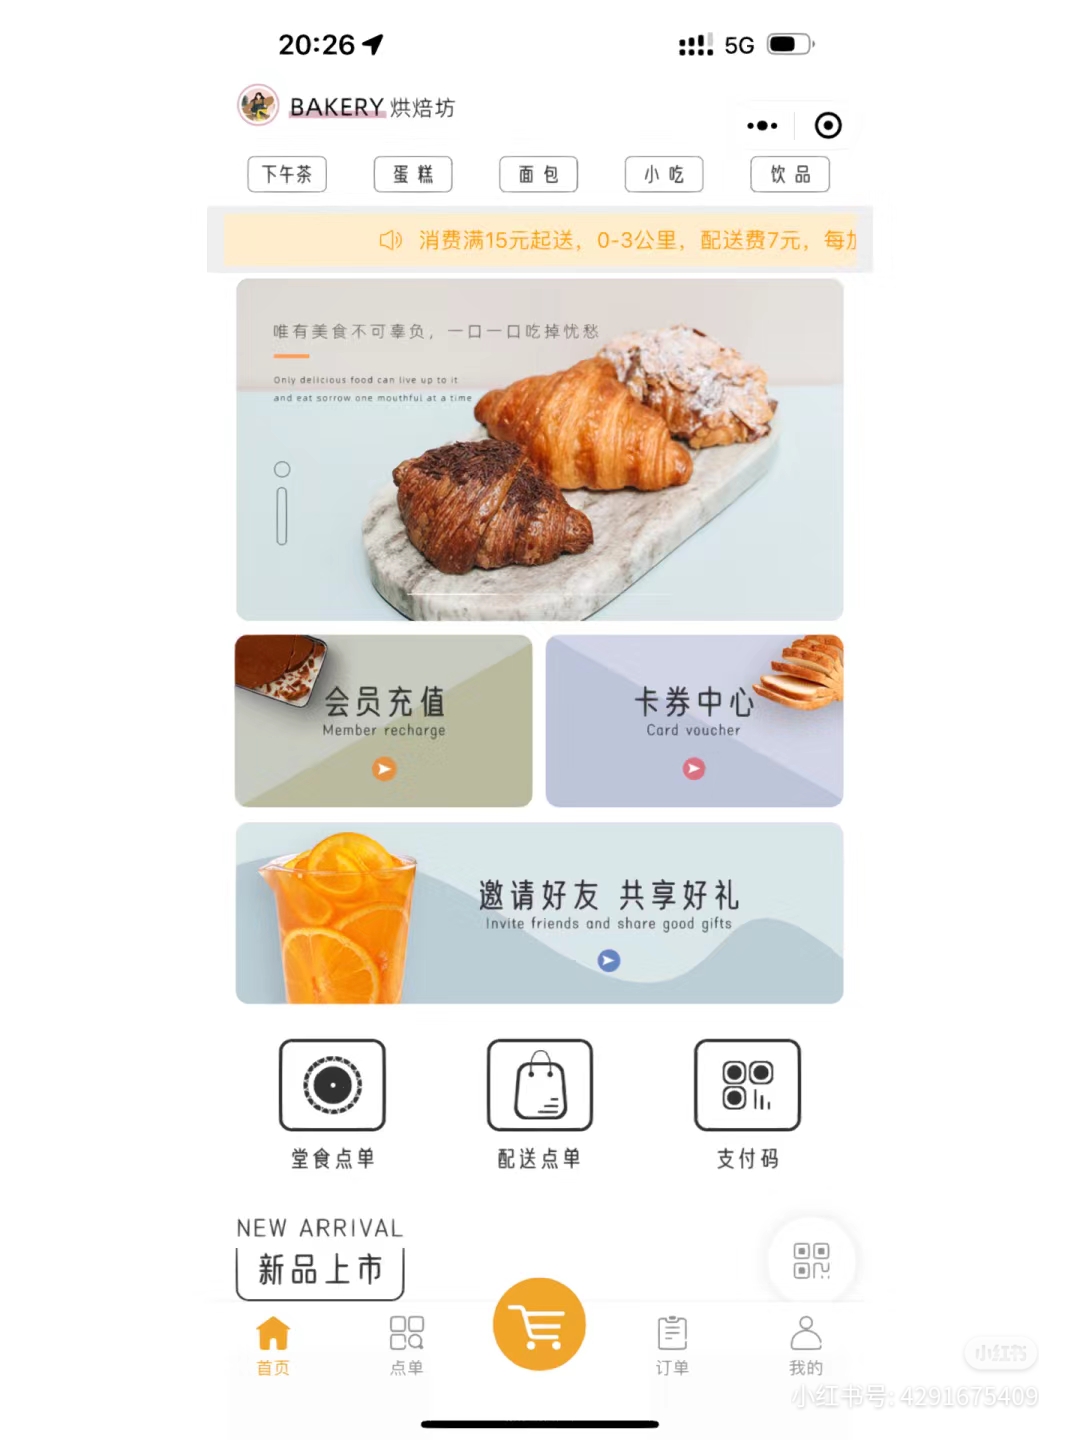 20:26
5G
BAKERY 烘焙坊
下午茶
蛋糕
面包
小吃
饮品
消费满15元起送，0-3公里，配送费7元，每加
唯有美食不可辜负，一口一口吃掉忧愁
Only delicious food can live up to it
and eat sorrow one mouthful at a time
会员充值
Member recharge
卡券中心
Card voucher
邀请好友 共享好礼
Invite friends and share good gifts
堂食点单
配送点单
支付码
NEW ARRIVAL
新品上市
首页
点单
订单
我的
小红书
小红书号: 4291675409